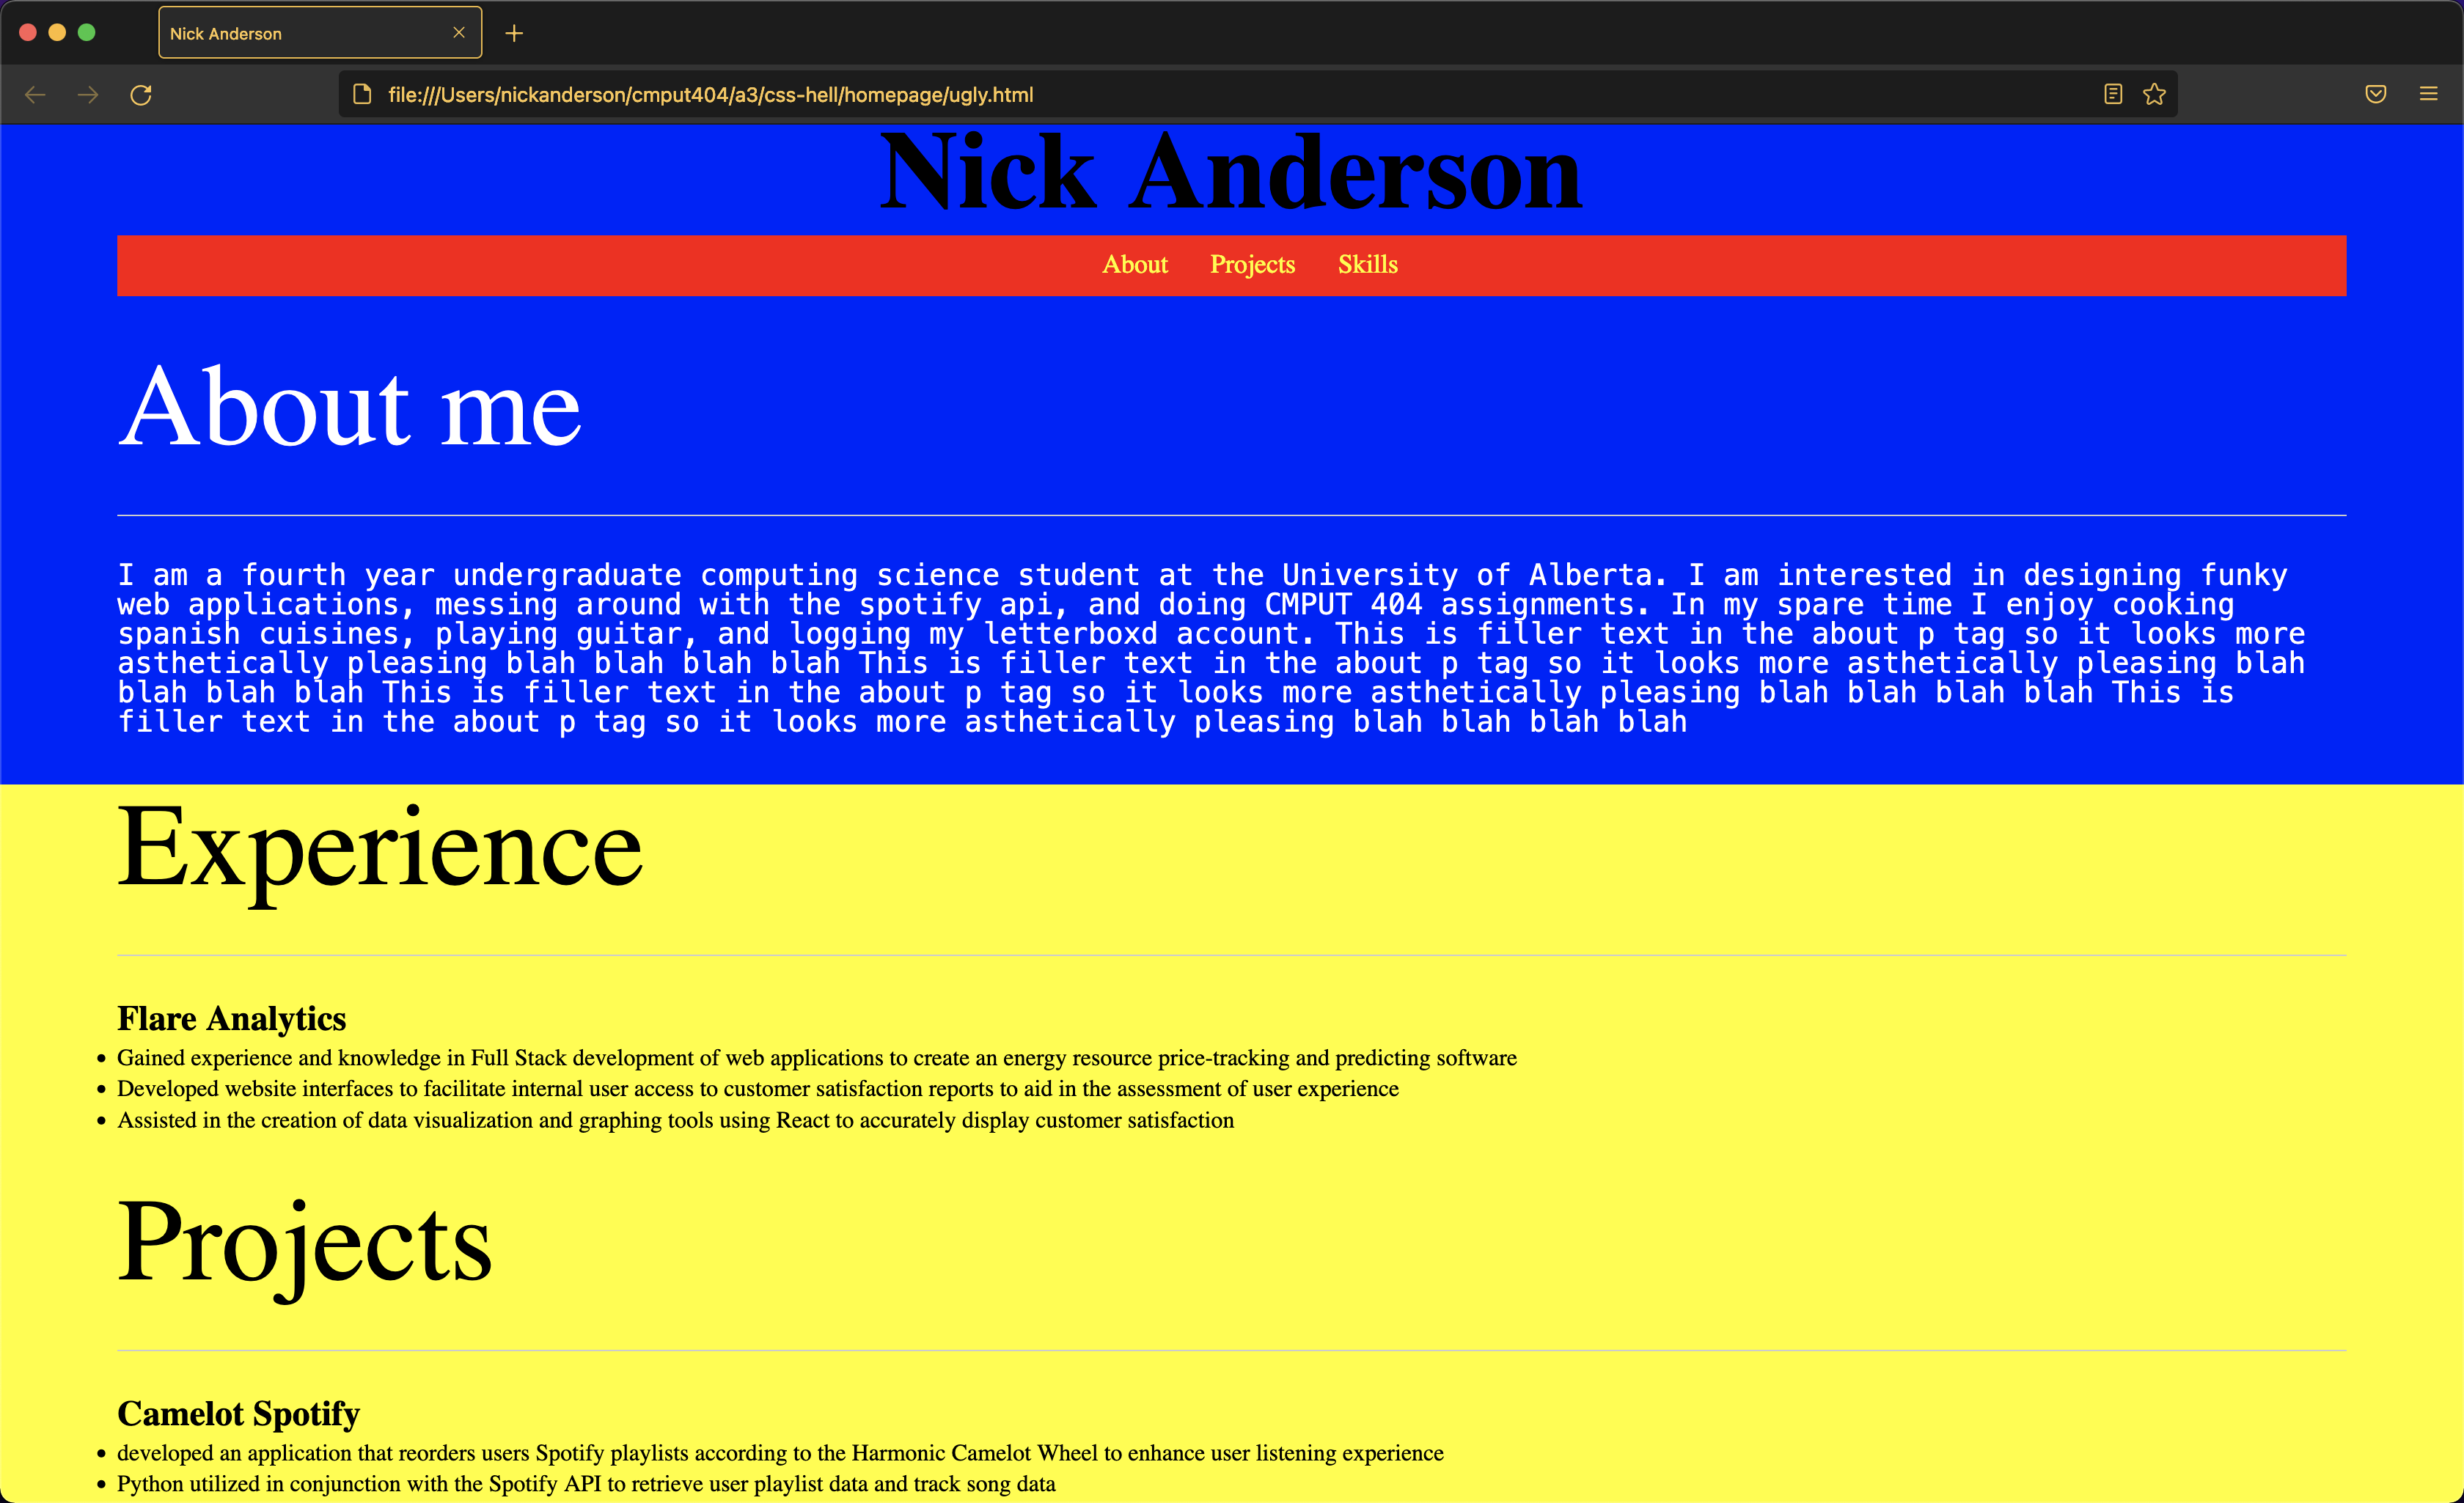 Nick Anderson
file:///Users/nickanderson/cmput404/a3/css-hell/homepage/ugly.html
Nick Anderson
About Projects Skills
About me
I am a fourth year undergraduate computing science student at the University of Alberta. I am interested in designing funky
web applications, messing around with the spotify api, and doing CMPUT 404 assignments. In my spare time I enjoy cooking
spanish cuisines, playing guitar, and logging my letterboxd account. This is filler text in the about p tag so it looks more
asthetically pleasing blah blah blah blah This is filler text in the about p tag so it looks more asthetically pleasing blah
blah blah blah This is filler text in the about p tag so it looks more asthetically pleasing blah blah blah blah This is
filler text in the about p tag so it looks more asthetically pleasing blah blah blah blah
Experience
Flare Analytics
• Gained experience and knowledge in Full Stack development of web applications to create an energy resource price-tracking and predicting software
• Developed website interfaces to facilitate internal user access to customer satisfaction reports to aid in the assessment of user experience
• Assisted in the creation of data visualization and graphing tools using React to accurately display customer satisfaction
Projects
Camelot Spotify
• developed an application that reorders users Spotify playlists according to the Harmonic Camelot Wheel to enhance user listening experience
• Python utilized in conjunction with the Spotify API to retrieve user playlist data and track song data